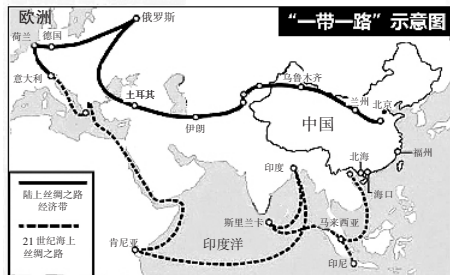 欧洲
俄罗斯
“一带一路”示意图
荷兰
德国
意大利
土耳其
乌鲁木齐
伊朗
兰州
北京
中国
福州
北海
海口
印度
陆上丝绸之路
经济带
21世纪海上
丝绸之路
斯里兰卡
马来西亚
肯尼亚
印度洋
印尼